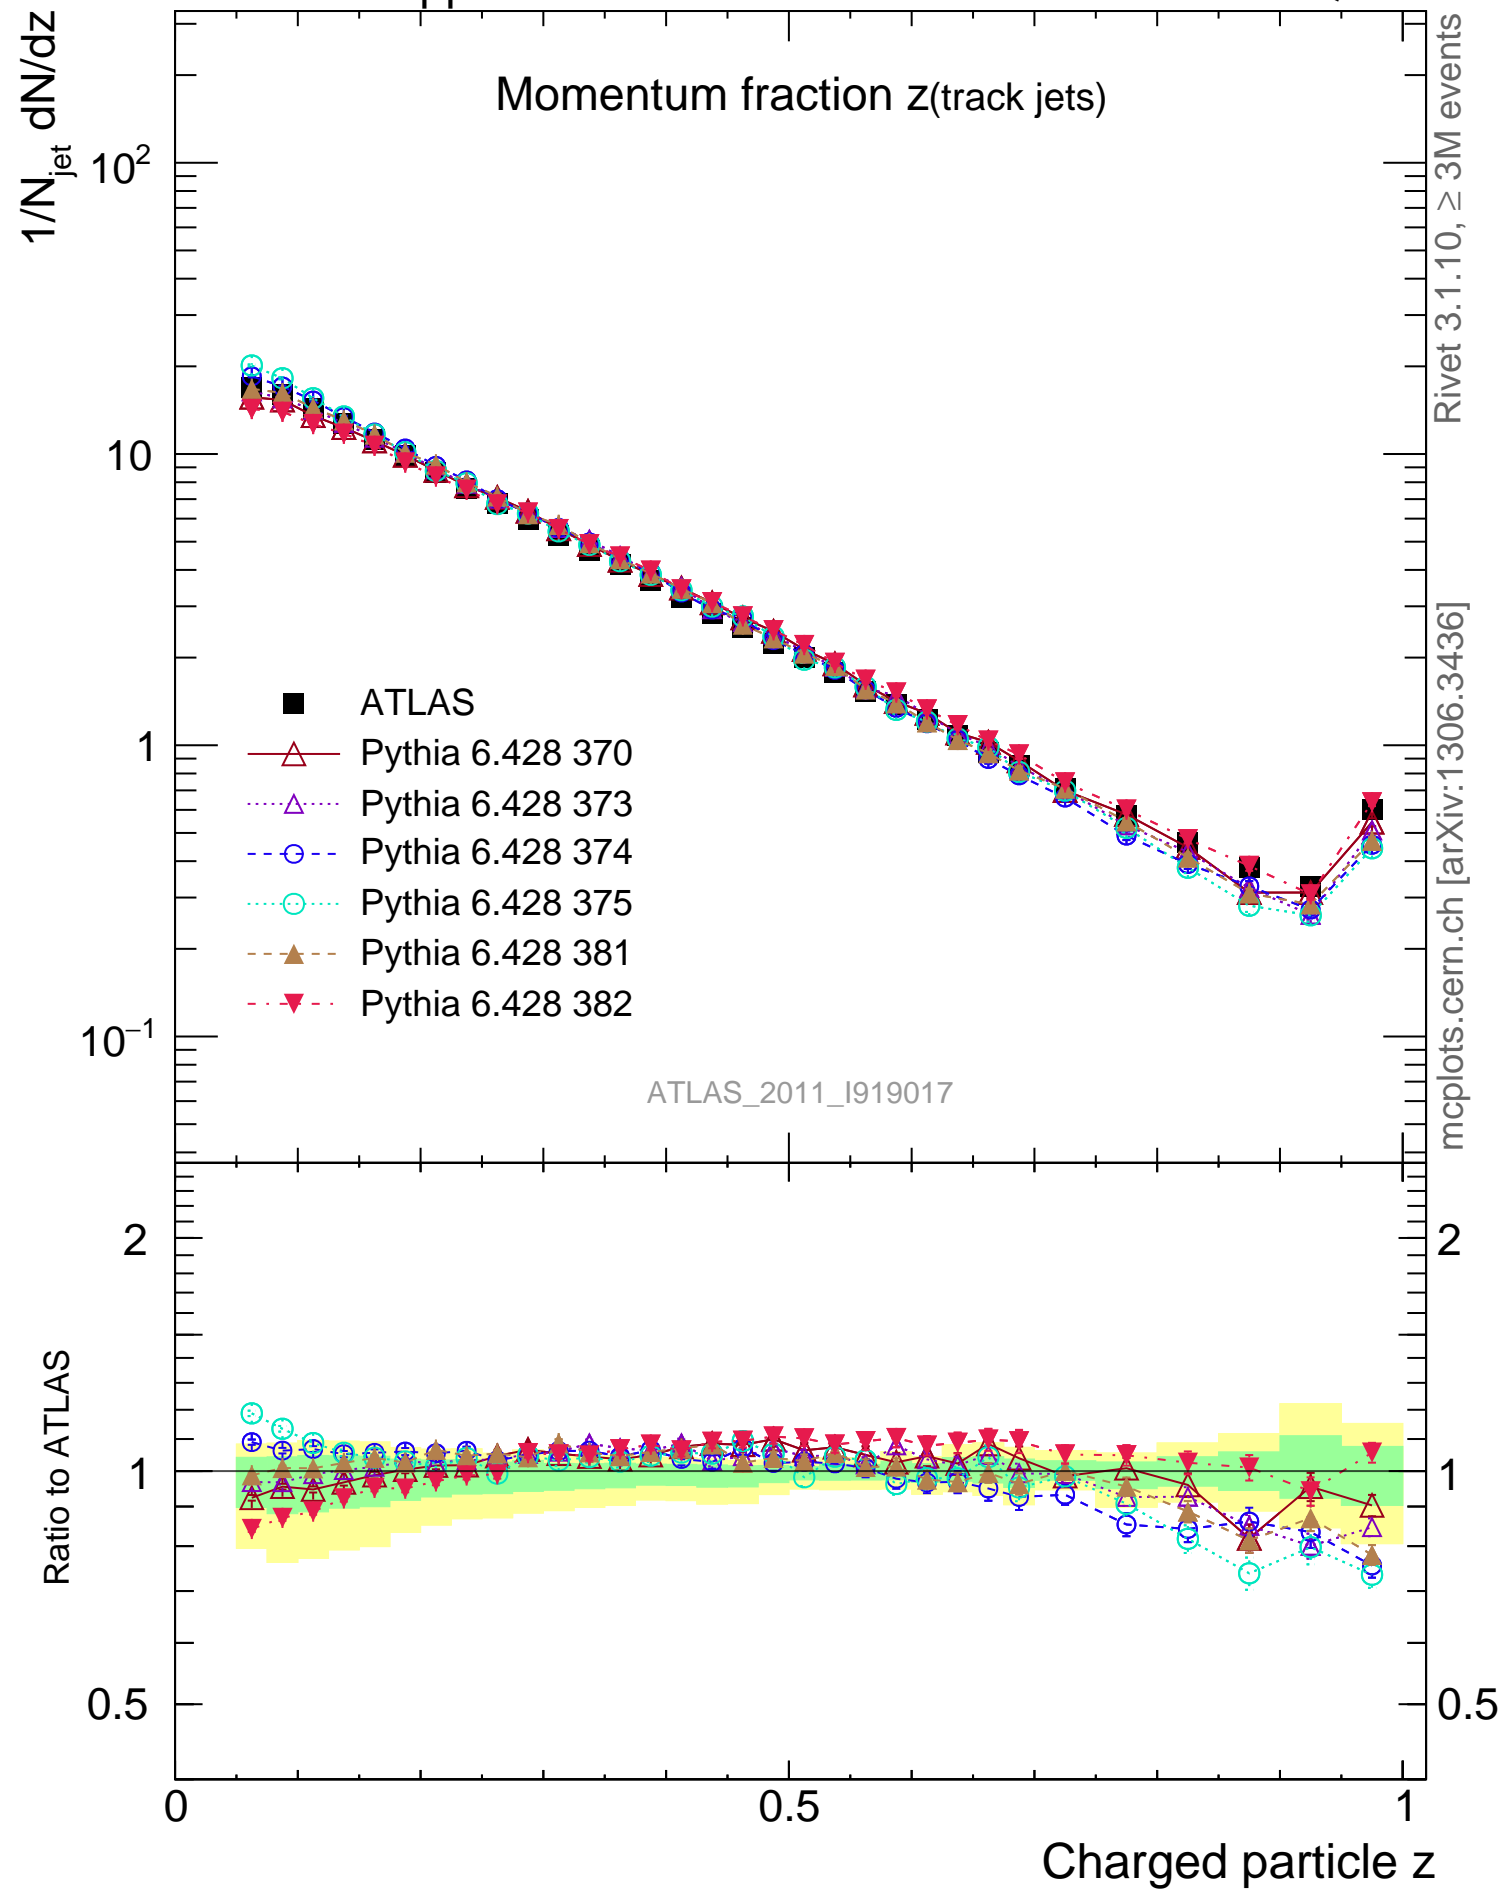 1/N_jet dN/dz
Momentum fraction z(track jets)
10²
10
1
10⁻¹
ATLAS
Pythia 6.428 370
Pythia 6.428 373
Pythia 6.428 374
Pythia 6.428 375
Pythia 6.428 381
Pythia 6.428 382
ATLAS_2011_I919017
Rivet 3.1.10, ≥ 3M events
mcplots.cern.ch [arXiv:1306.3436]
Ratio to ATLAS
2
1
0.5
2
1
0.5
0
0.5
1
Charged particle z